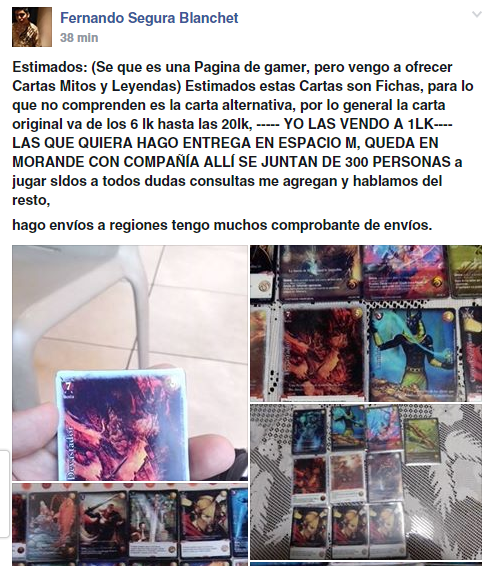 Fernando Segura Blanchet
38 min
Estimados: (Se que es una Pagina de gamer, pero vengo a ofrecer
Cartas Mitos y Leyendas) Estimados estas Cartas son Fichas, para lo
que no comprenden es la carta alternativa, por lo general la carta
original va de los 6 lk hasta las 20lk, ----- YO LAS VENDO A 1LK----
LAS QUE QUIERA HAGO ENTREGA EN ESPACIO M, QUEDA EN
MORANDE CON COMPAÑÍA ALLÍ SE JUNTAN DE 300 PERSONAS a
jugar sldos a todos dudas consultas me agregan y hablamos del
resto,
hago envíos a regiones tengo muchos comprobante de envíos.
7
Devastador